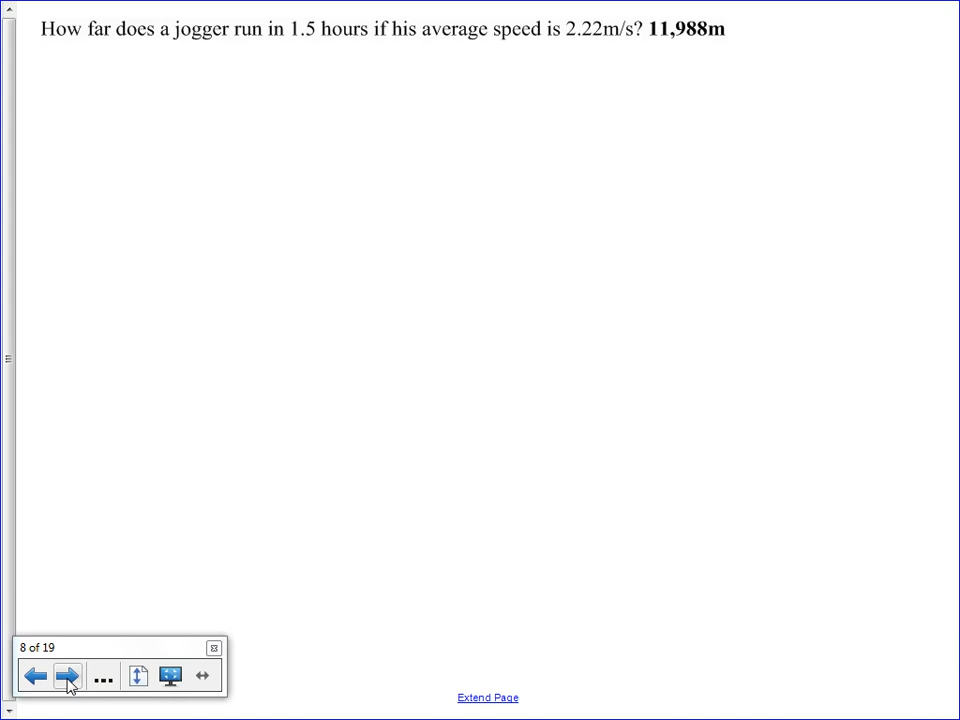 How far does a jogger run in 1.5 hours if his average speed is 2.22m/s? 11,988m
8 of 19
Extend Page